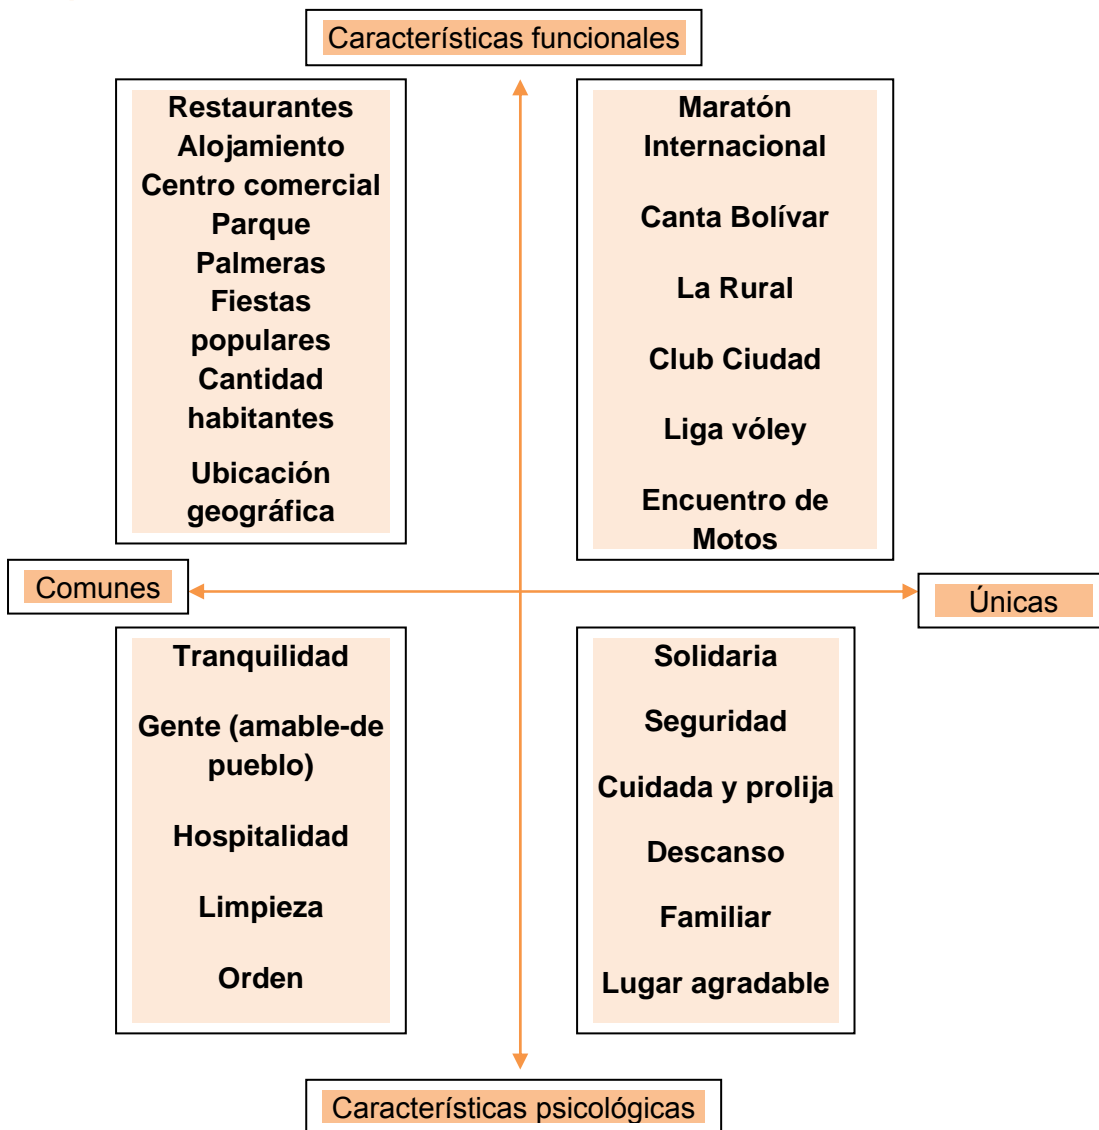 Características funcionales
Restaurantes
Alojamiento
Centro comercial
Parque
Palmeras
Fiestas
populares
Cantidad
habitantes
Ubicación
geográfica
Maratón
Internacional
Canta Bolívar
La Rural
Club Ciudad
Liga vóley
Encuentro de
Motos
Comunes
Únicas
Tranquilidad
Gente (amable-de
pueblo)
Hospitalidad
Limpieza
Orden
Solidaria
Seguridad
Cuidada y prolija
Descanso
Familiar
Lugar agradable
Características psicológicas